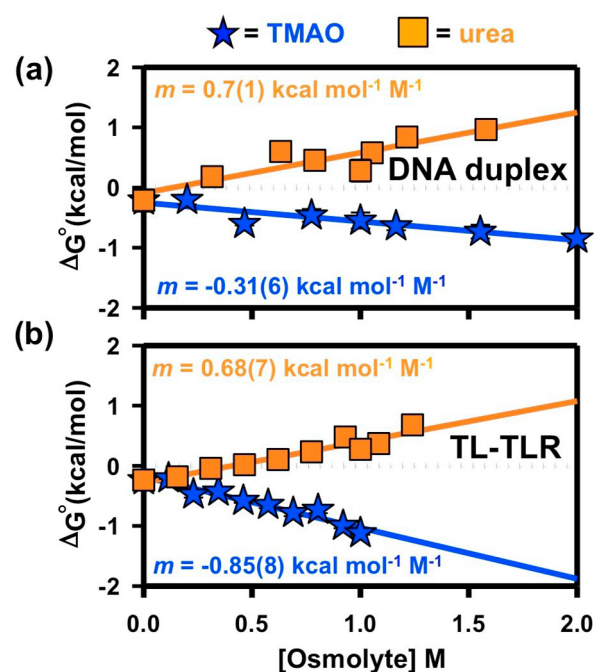 = TMAO = urea
(a)
2
1
0
-1
-2
ΔG°(kcal/mol)
m = 0.7(1) kcal mol⁻¹ M⁻¹
DNA duplex
m = -0.31(6) kcal mol⁻¹ M⁻¹
(b)
2
1
0
-1
-2
ΔG°(kcal/mol)
m = 0.68(7) kcal mol⁻¹ M⁻¹
TL-TLR
m = -0.85(8) kcal mol⁻¹ M⁻¹
0.0 0.5 1.0 1.5 2.0
[Osmolyte] M